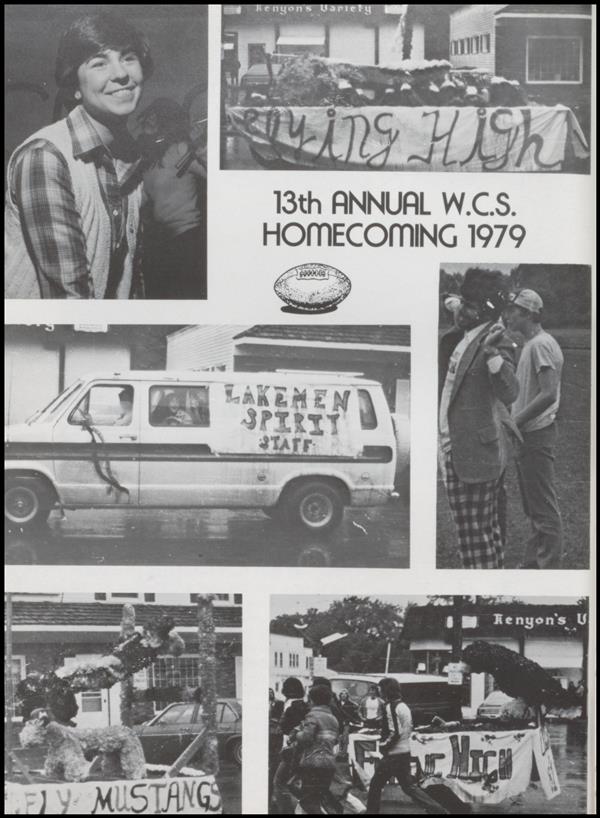 Kenyon's Variety
Flying High
13th ANNUAL W.C.S.
HOMECOMING 1979
LAKEMEN
SPIRIT
STAFF
Kenyon's V
High
FLY MUSTANGS